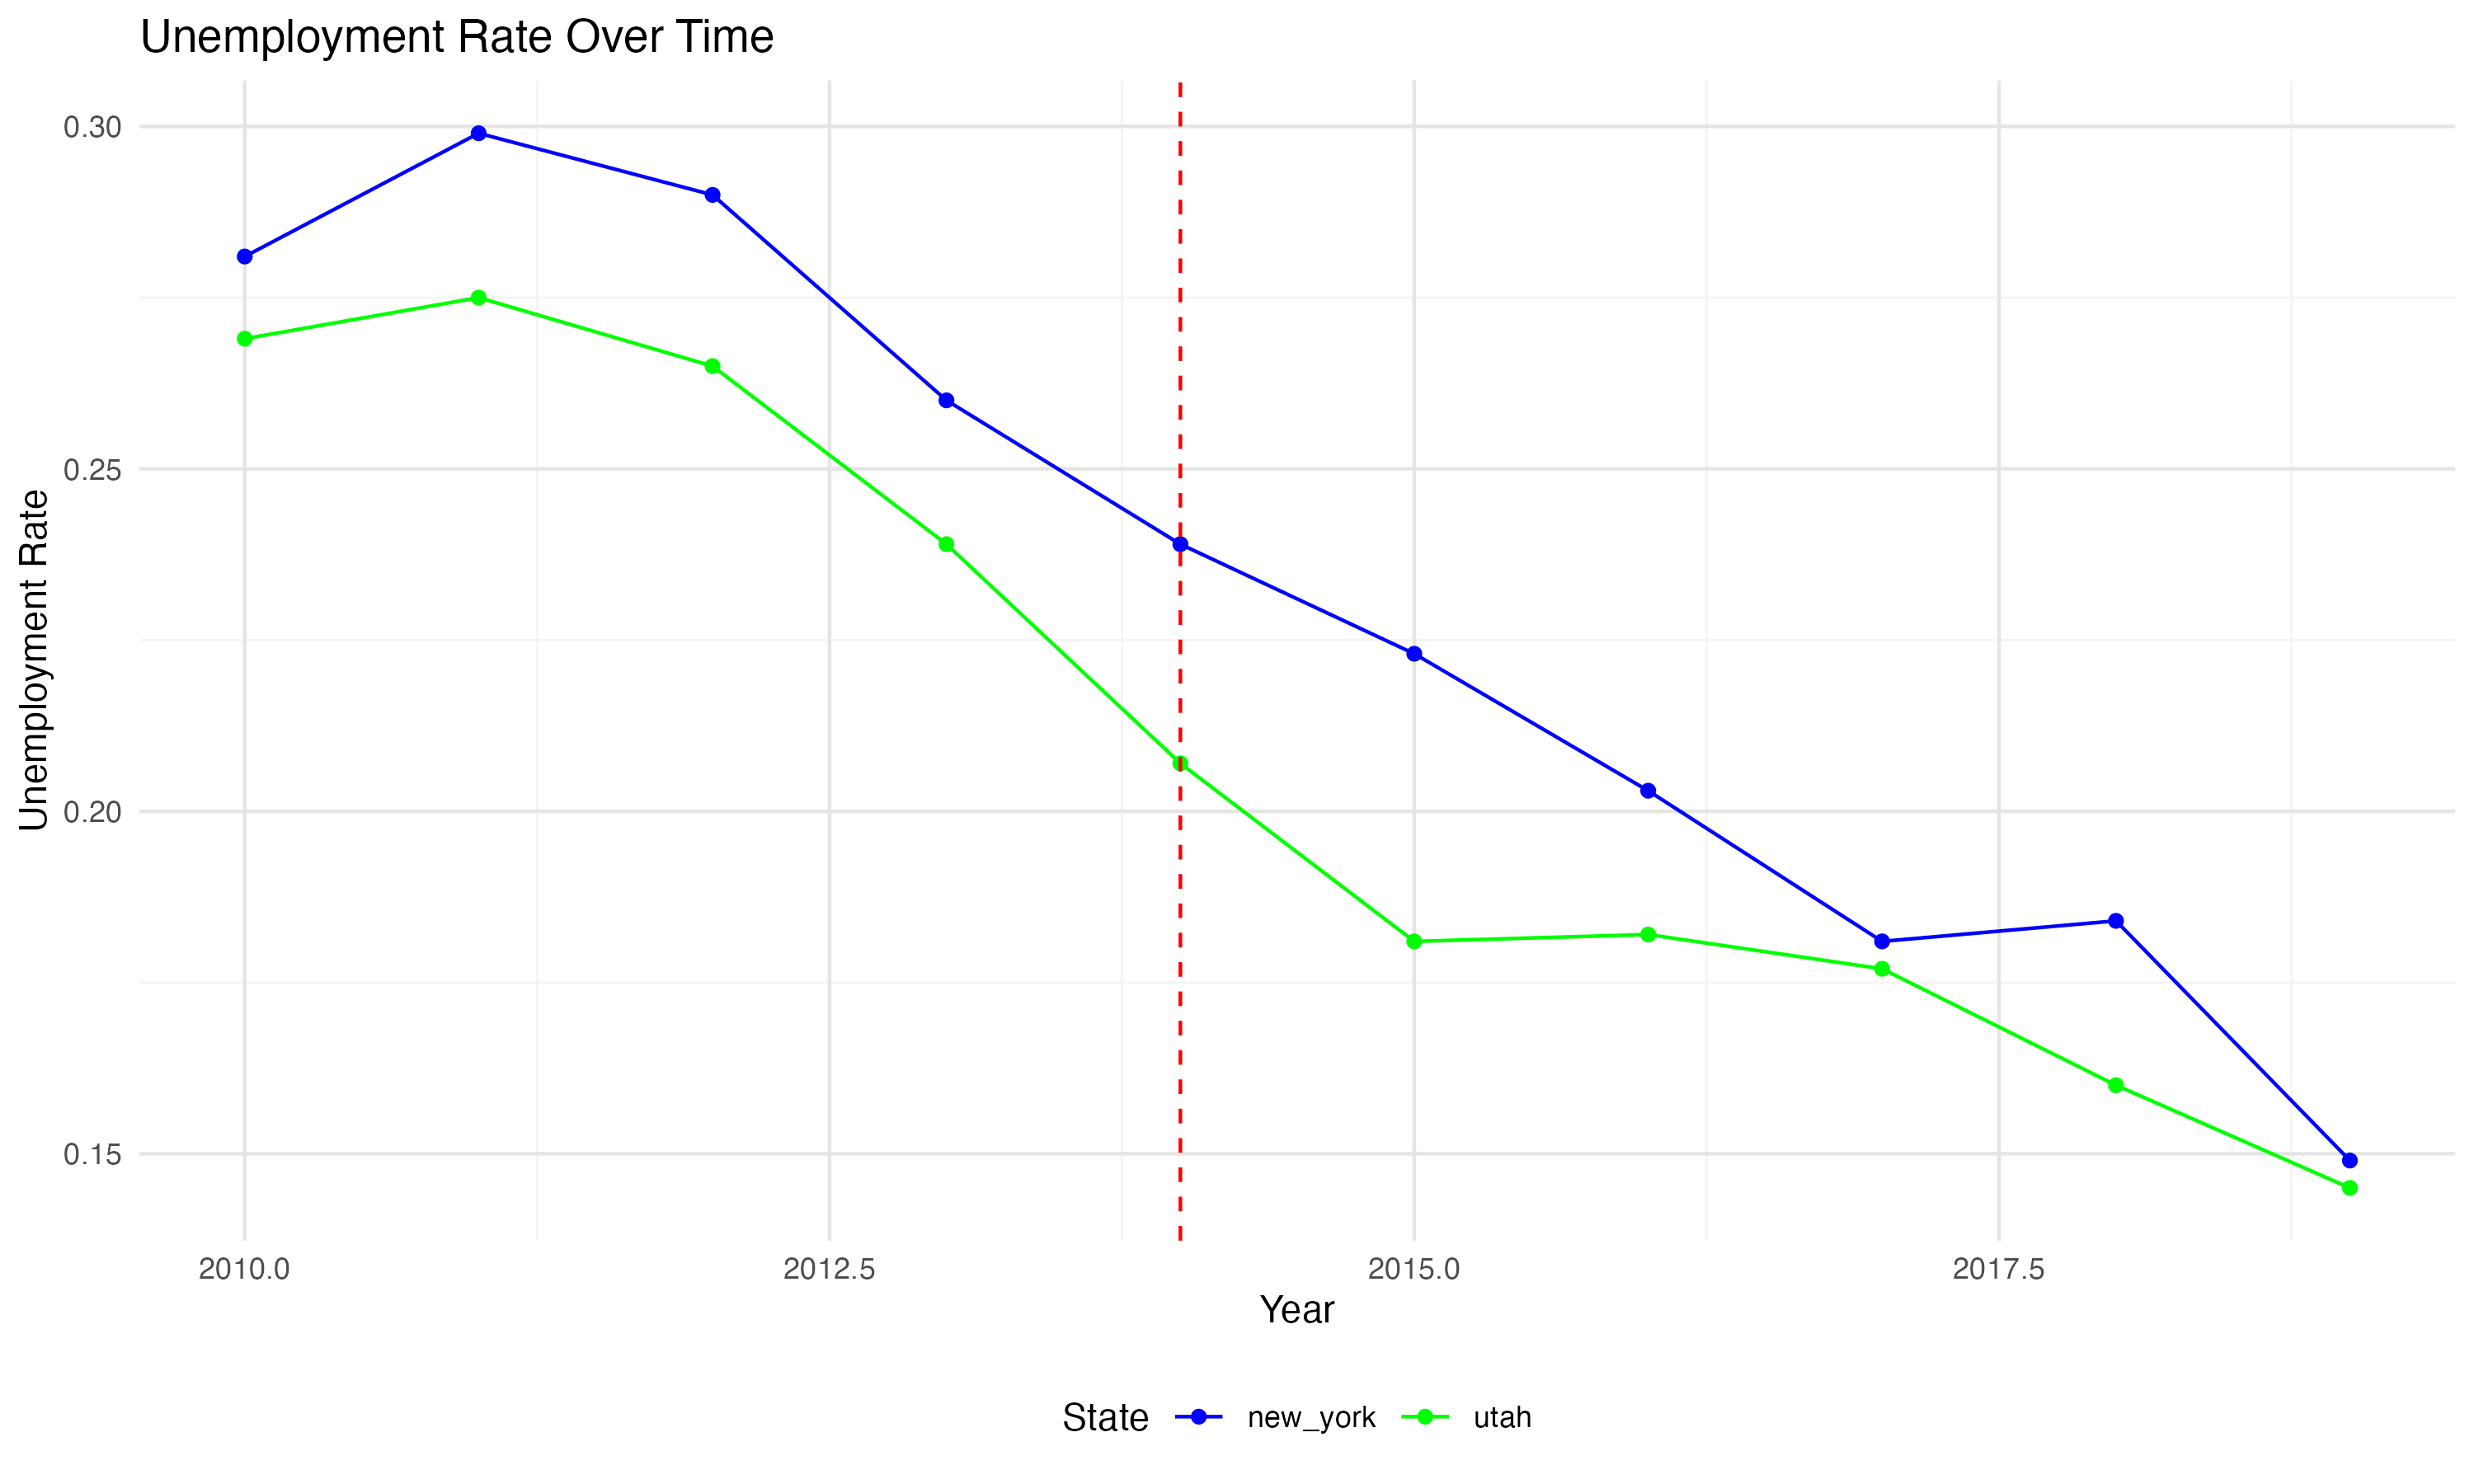 Unemployment Rate Over Time
Unemployment Rate
0.30
0.25
0.20
0.15
2010.0 2012.5 2015.0 2017.5
Year
State new_york utah